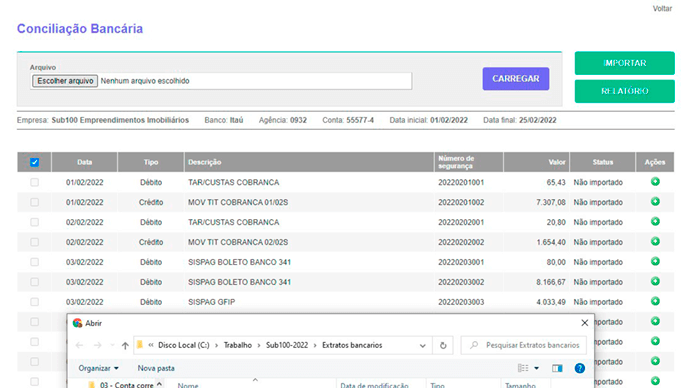 Voltar
Conciliação Bancária
Arquivo
Escolher arquivo Nenhum arquivo escolhido
CARREGAR
IMPORTAR
RELATÓRIO
Empresa: Sub100 Empreendimentos Imobiliários Banco: Itaú Agência: 0932 Conta: 55577-4 Data inicial: 01/02/2022 Data final: 25/02/2022
Data Tipo Descrição Número de segurança Valor Status Ações
01/02/2022 Débito TAR/CUSTAS COBRANCA 20220201001 65,43 Não importado
01/02/2022 Crédito MOV TIT COBRANCA 01/02S 20220201002 7.307,08 Não importado
02/02/2022 Débito TAR/CUSTAS COBRANCA 20220202001 20,80 Não importado
02/02/2022 Crédito MOV TIT COBRANCA 02/02S 20220202002 1.654,40 Não importado
03/02/2022 Débito SISPAG BOLETO BANCO 341 20220203001 80,00 Não importado
03/02/2022 Débito SISPAG BOLETO BANCO 341 20220203002 8.166,67 Não importado
03/02/2022 Débito SISPAG GFIP 20220203003 4.033,49 Não importado
Abrir
Disco Local (C:) Trabalho Sub100-2022 Extratos bancarios
Pesquisar Extratos bancarios
Organizar Nova pasta
03 - Conta corre Nome Data de modificação Tipo Tamanho